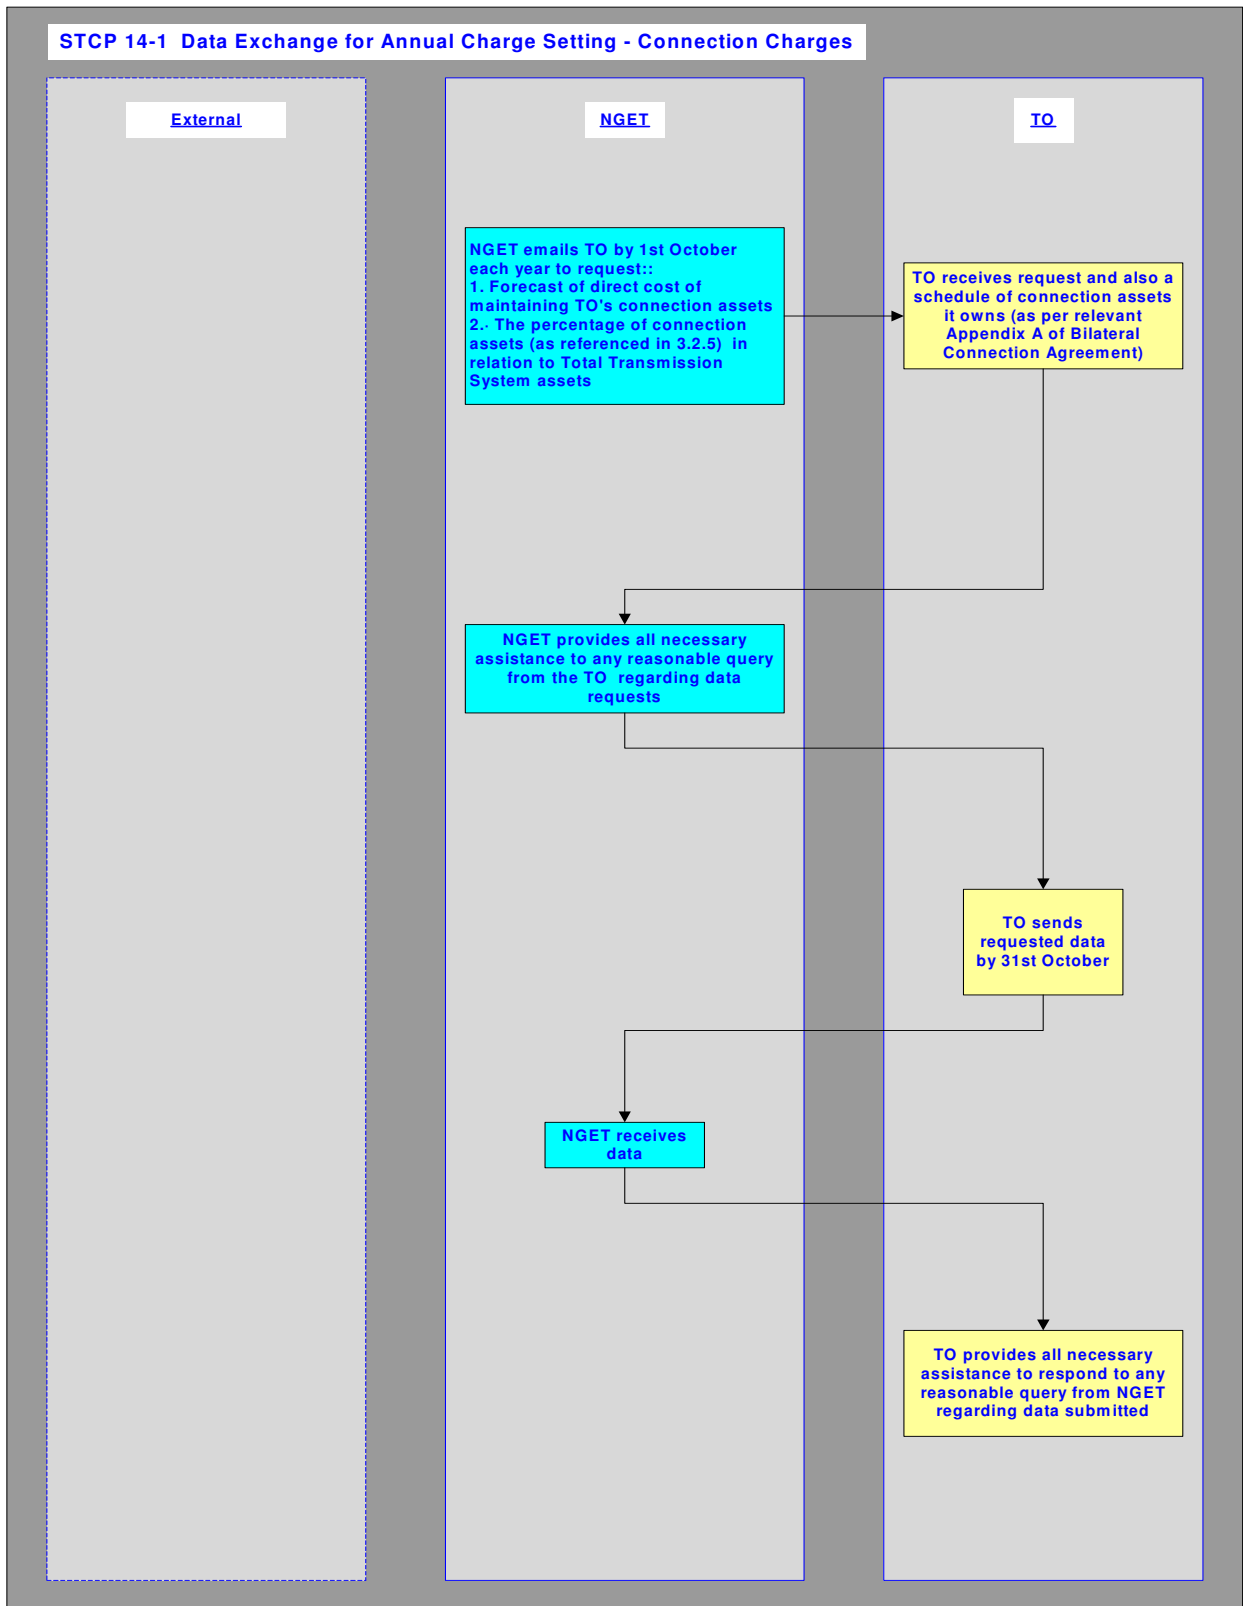 STCP 14-1 Data Exchange for Annual Charge Setting - Connection Charges
External
NGET
TO
NGET emails TO by 1st October
each year to request::
1. Forecast of direct cost of
maintaining TO's connection assets
2.· The percentage of connection
assets (as referenced in 3.2.5) in
relation to Total Transmission
System assets
TO receives request and also a
schedule of connection assets
it owns (as per relevant
Appendix A of Bilateral
Connection Agreement)
NGET provides all necessary
assistance to any reasonable query
from the TO regarding data
requests
TO sends
requested data
by 31st October
NGET receives
data
TO provides all necessary
assistance to respond to any
reasonable query from NGET
regarding data submitted